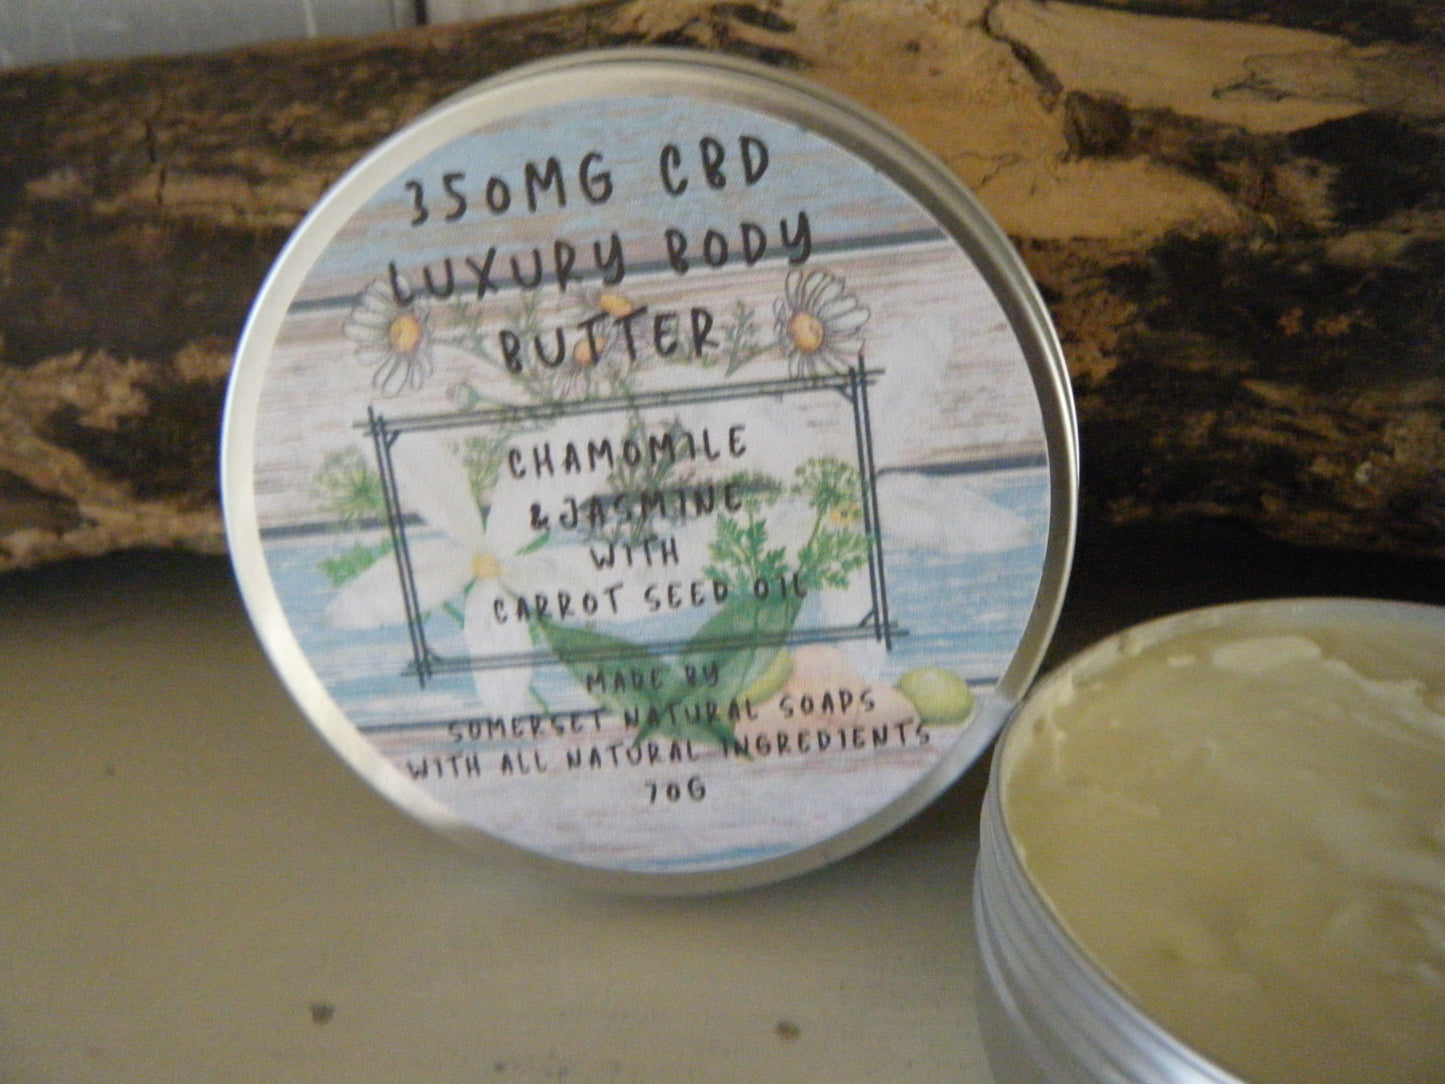 350MG CBD
LUXURY BODY
BUTTER
CHAMOMILE
& JASMINE
WITH
CARROT SEED OIL
MADE BY
SOMERSET NATURAL SOAPS
WITH ALL NATURAL INGREDIENTS
70G